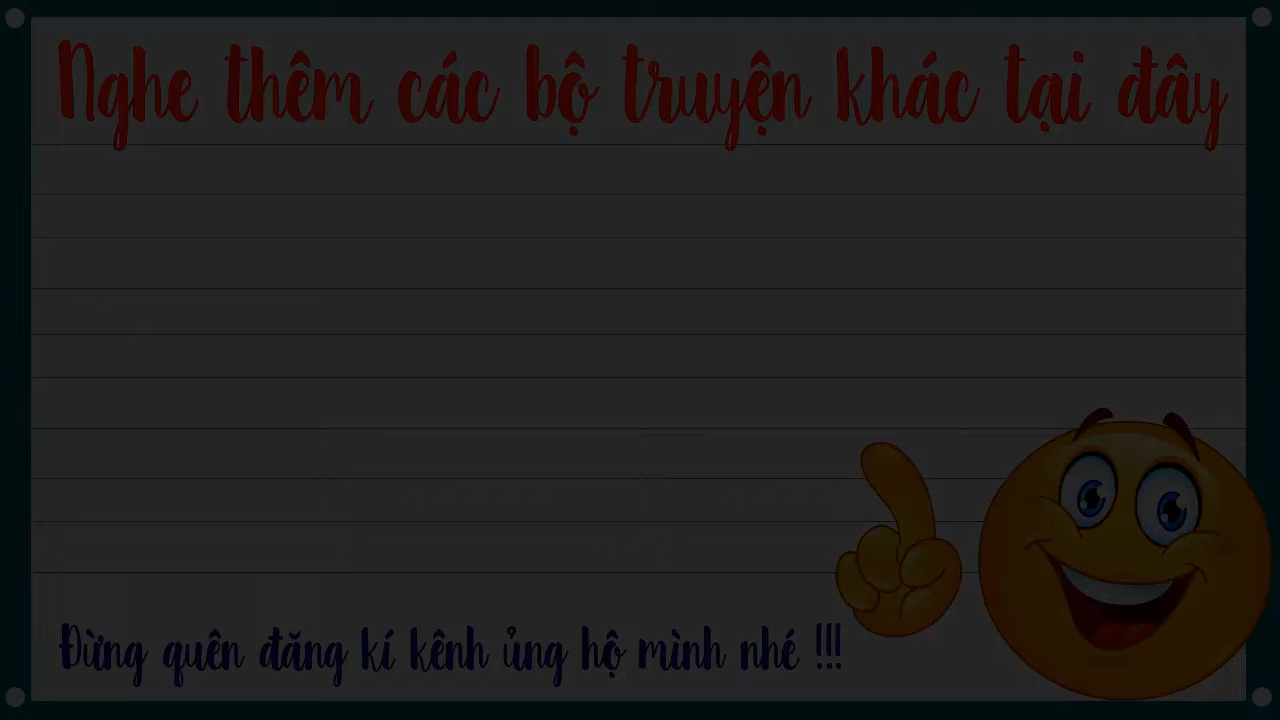 Nghe thêm các bộ truyện khác tại đây
Đừng quên đăng kí kênh ủng hộ mình nhé !!!